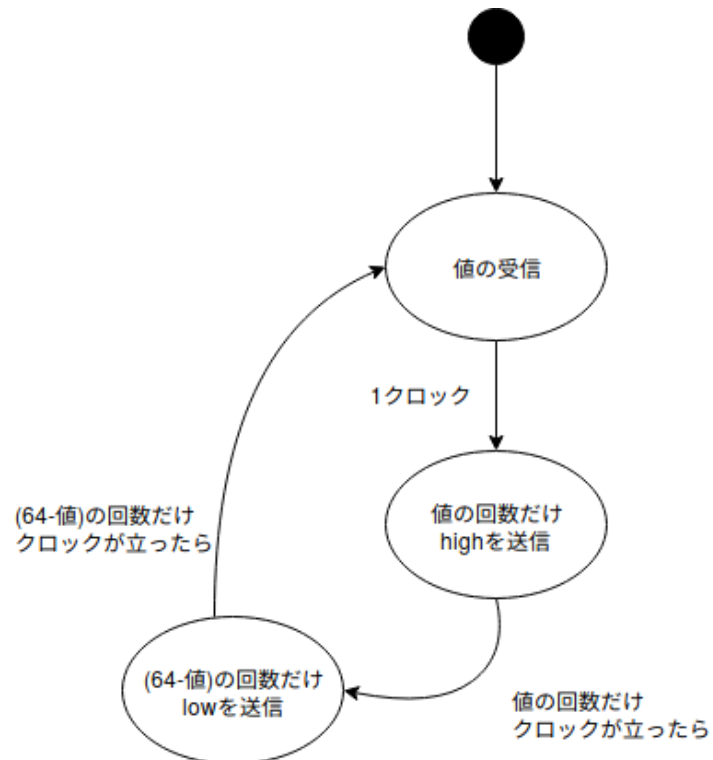 値の受信
1クロック
値の回数だけ
highを送信
(64-値)の回数だけ
クロックが立ったら
(64-値)の回数だけ
lowを送信
値の回数だけ
クロックが立ったら